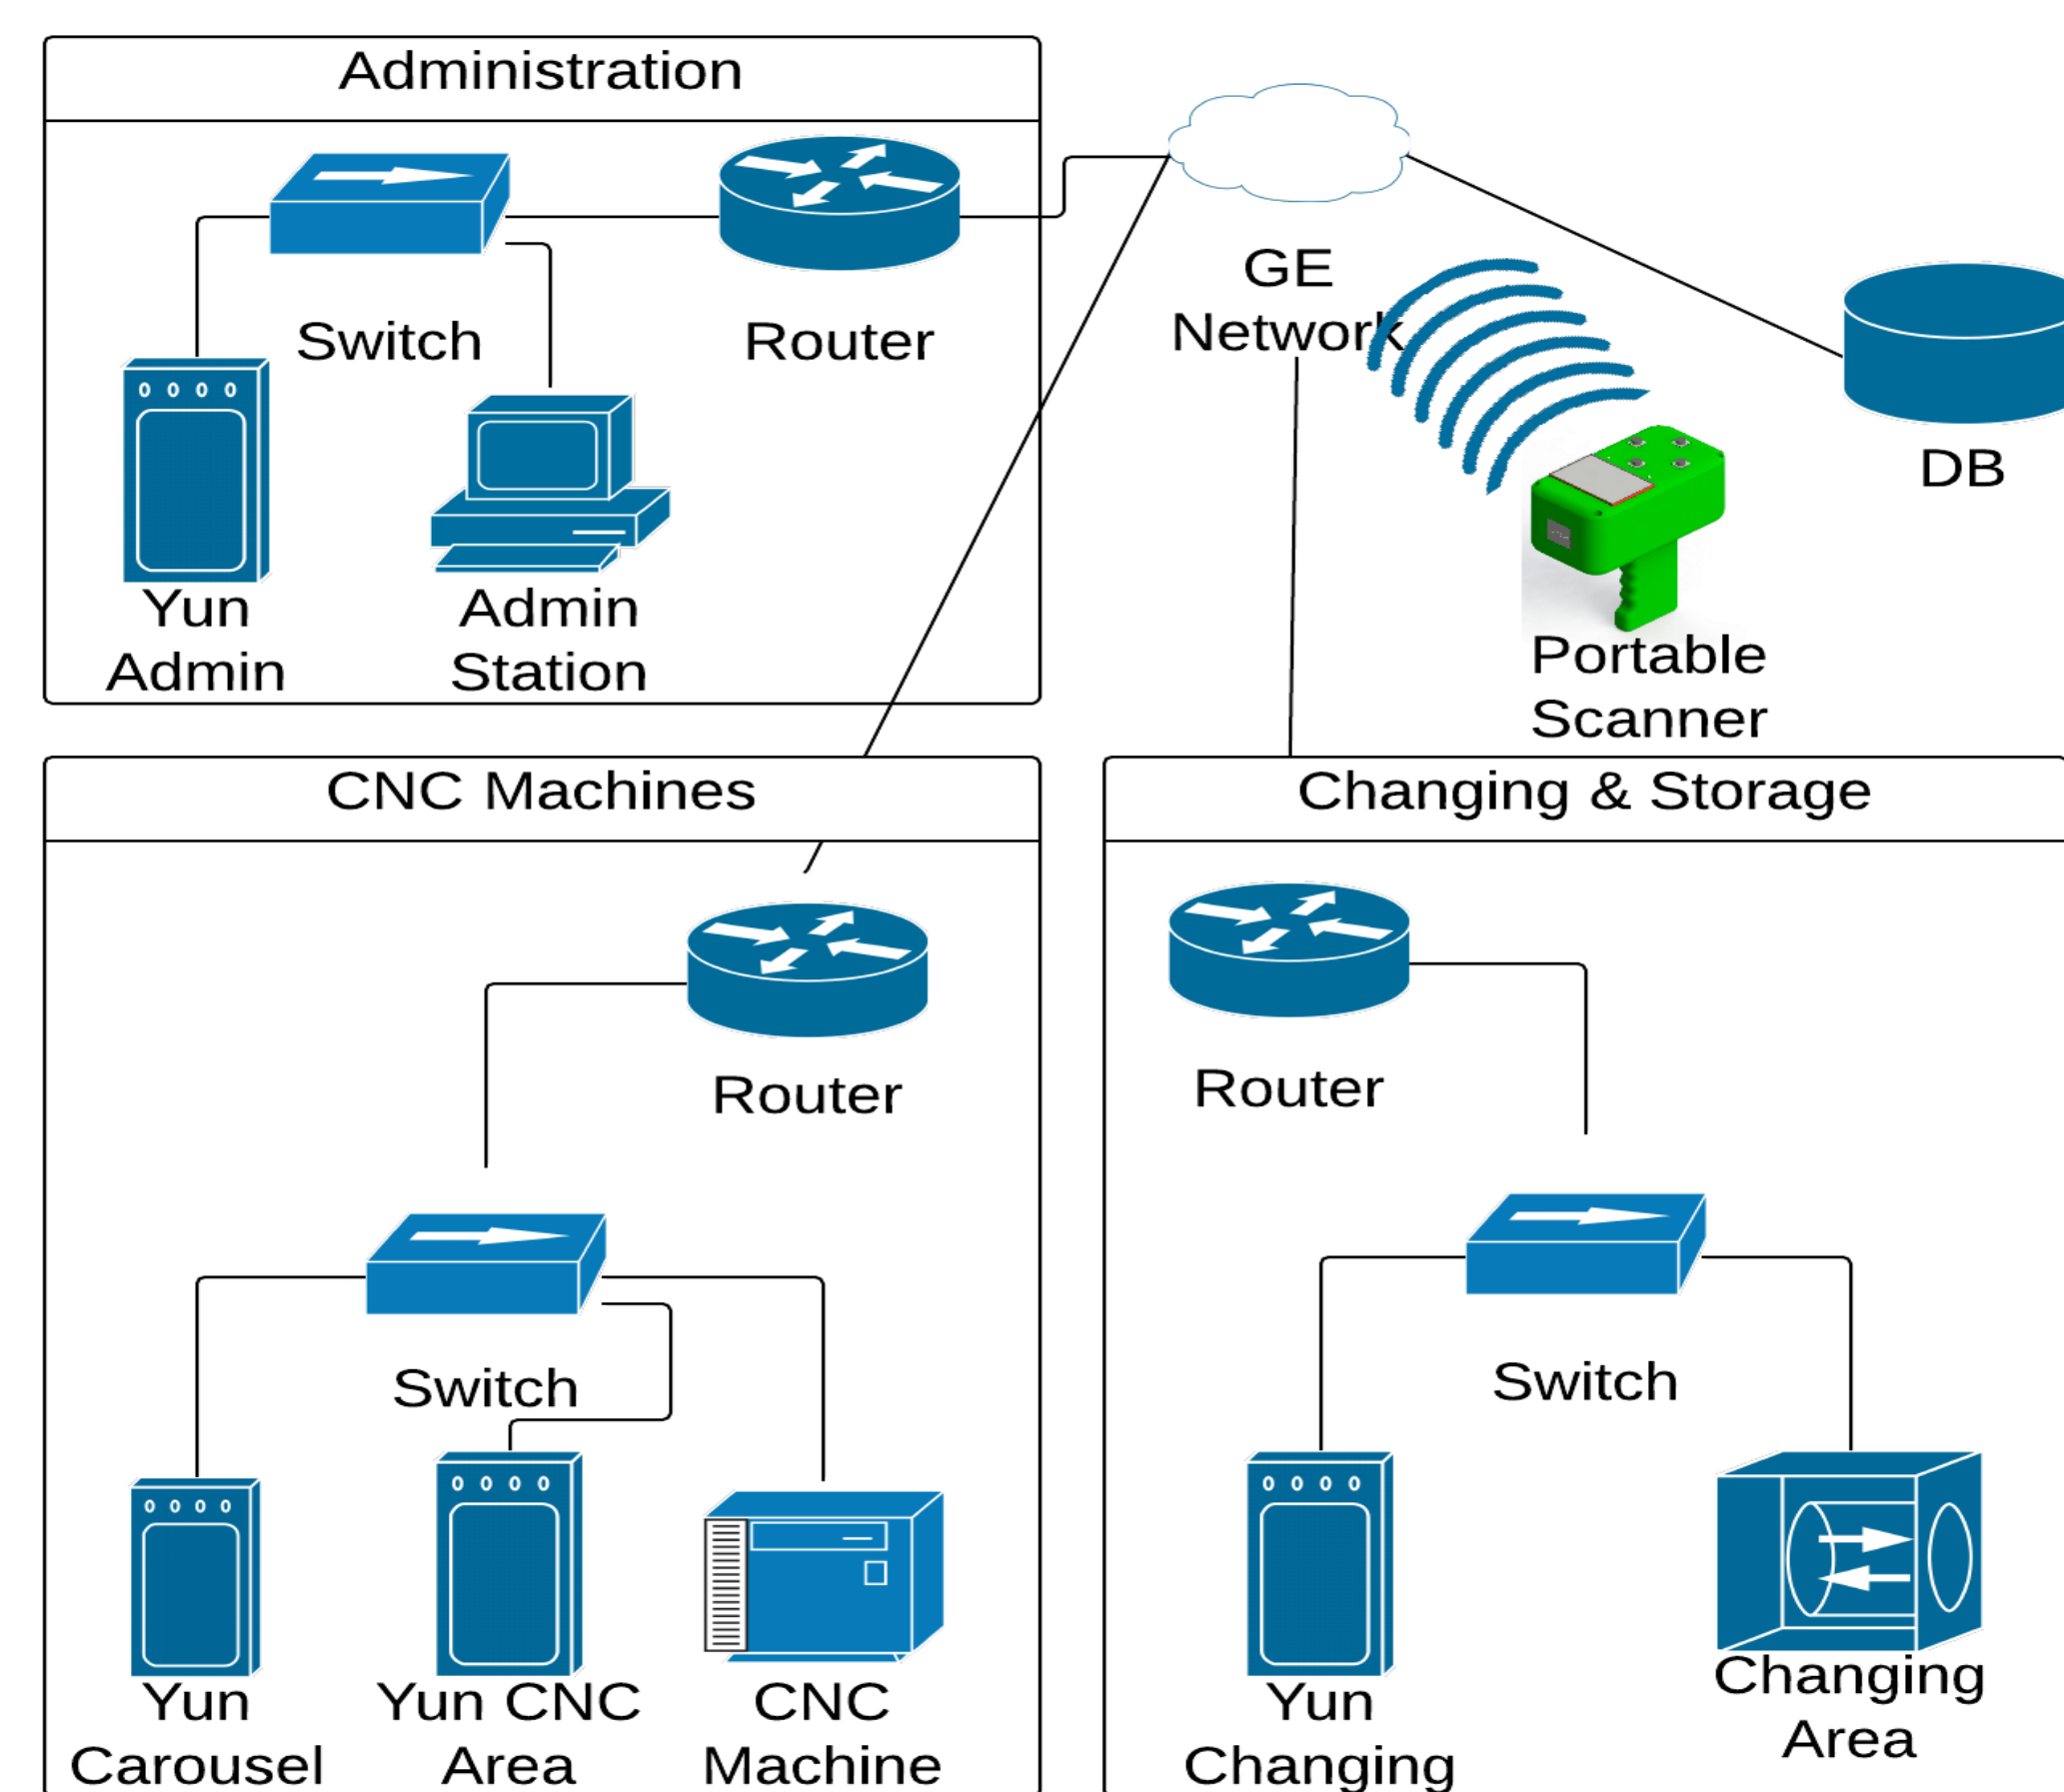 Administration
Switch
Router
Yun
Admin
Admin
Station
GE
Network
DB
Portable
Scanner
CNC Machines
Router
Switch
Yun
Carousel
Yun CNC
Area
CNC
Machine
Changing & Storage
Router
Switch
Yun
Changing
Changing
Area